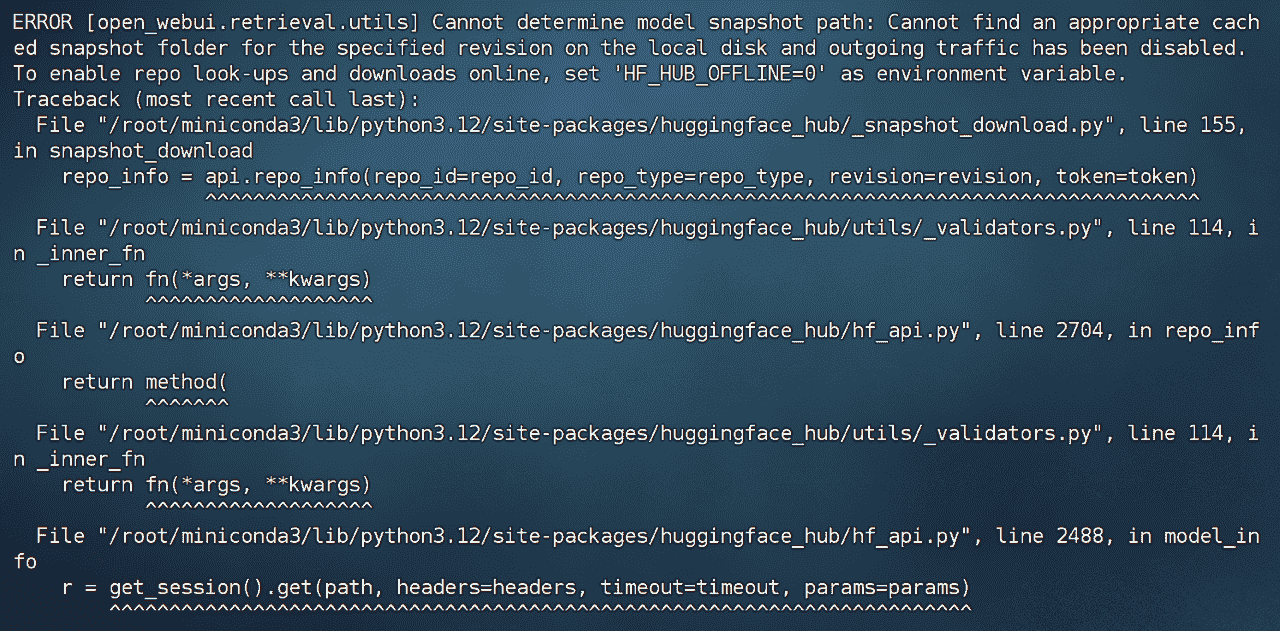 ERROR [open_webui.retrieval.utils] Cannot determine model snapshot path: Cannot find an appropriate cach
ed snapshot folder for the specified revision on the local disk and outgoing traffic has been disabled.
To enable repo look-ups and downloads online, set 'HF_HUB_OFFLINE=0' as environment variable.
Traceback (most recent call last):
  File "/root/miniconda3/lib/python3.12/site-packages/huggingface_hub/_snapshot_download.py", line 155,
in snapshot_download
    repo_info = api.repo_info(repo_id=repo_id, repo_type=repo_type, revision=revision, token=token)
                ^^^^^^^^^^^^^^^^^^^^^^^^^^^^^^^^^^^^^^^^^^^^^^^^^^^^^^^^^^^^^^^^^^^^^^^^^^^^^^^^^^^
  File "/root/miniconda3/lib/python3.12/site-packages/huggingface_hub/utils/_validators.py", line 114, i
n _inner_fn
    return fn(*args, **kwargs)
           ^^^^^^^^^^^^^^^^^^^
  File "/root/miniconda3/lib/python3.12/site-packages/huggingface_hub/hf_api.py", line 2704, in repo_inf
o
    return method(
           ^^^^^^^
  File "/root/miniconda3/lib/python3.12/site-packages/huggingface_hub/utils/_validators.py", line 114, i
n _inner_fn
    return fn(*args, **kwargs)
           ^^^^^^^^^^^^^^^^^^^
  File "/root/miniconda3/lib/python3.12/site-packages/huggingface_hub/hf_api.py", line 2488, in model_in
fo
    r = get_session().get(path, headers=headers, timeout=timeout, params=params)
        ^^^^^^^^^^^^^^^^^^^^^^^^^^^^^^^^^^^^^^^^^^^^^^^^^^^^^^^^^^^^^^^^^^^^^^^^